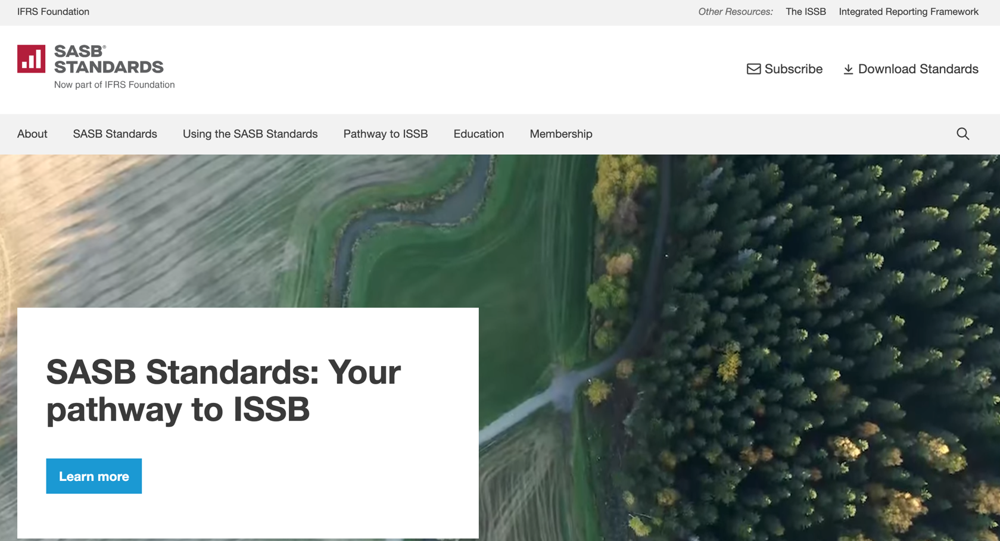 IFRS Foundation
Other Resources: The ISSB Integrated Reporting Framework
SASB®
STANDARDS
Now part of IFRS Foundation
Subscribe Download Standards
About SASB Standards Using the SASB Standards Pathway to ISSB Education Membership
SASB Standards: Your
pathway to ISSB
Learn more